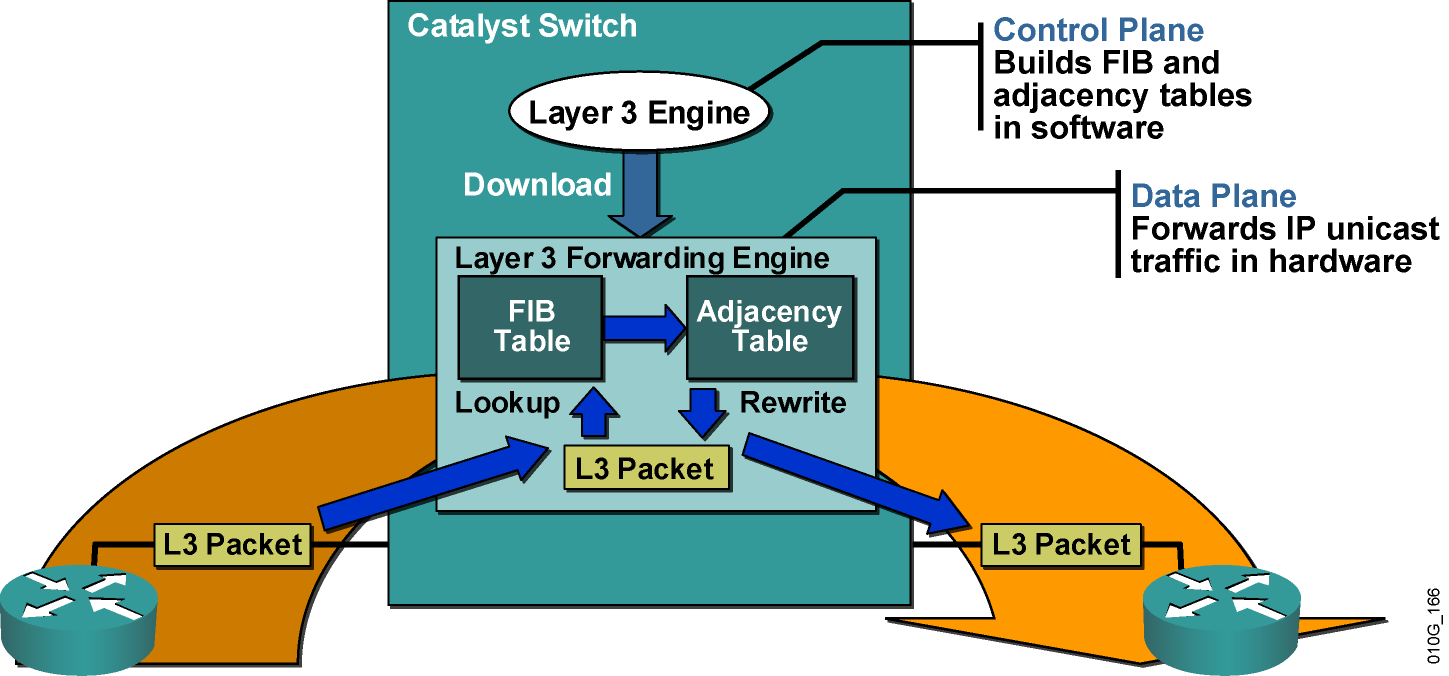 Catalyst Switch
Control Plane
Builds FIB and
adjacency tables
in software
Layer 3 Engine
Download
Data Plane
Forwards IP unicast
traffic in hardware
Layer 3 Forwarding Engine
FIB
Table
Adjacency
Table
Lookup
Rewrite
L3 Packet
L3 Packet
L3 Packet
010G_166